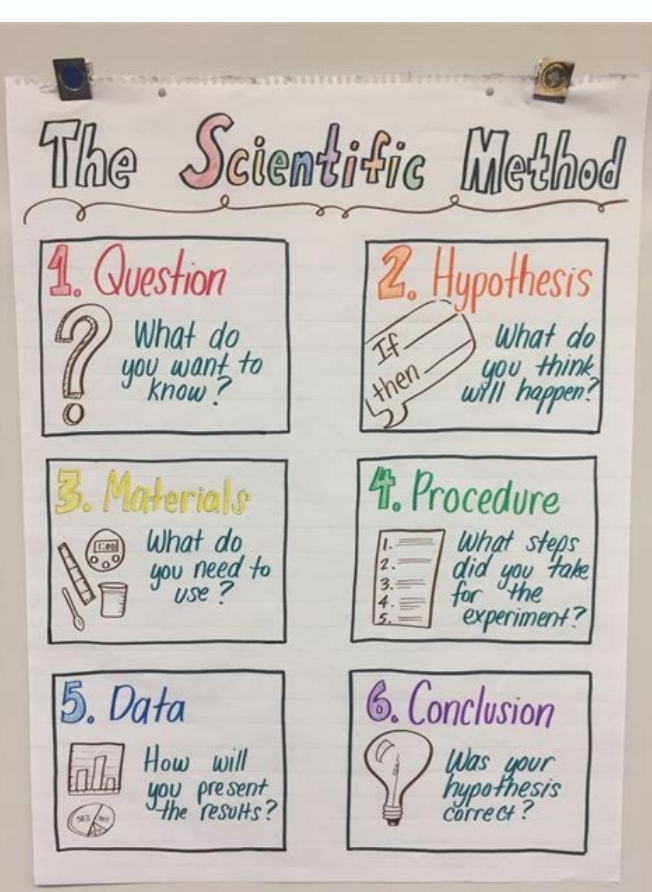 The Scientific Method
1. Question
What do
you want to
know?
2. Hypothesis
If
then
What do
you think
will happen?
3. Materials
1:00
What do
you need to
use?
4. Procedure
1.
2.
3.
4.
5.
What steps
did you take
for the
experiment?
5. Data
50%
How will
you present
the results?
6. Conclusion
Was your
hypothesis
correct?